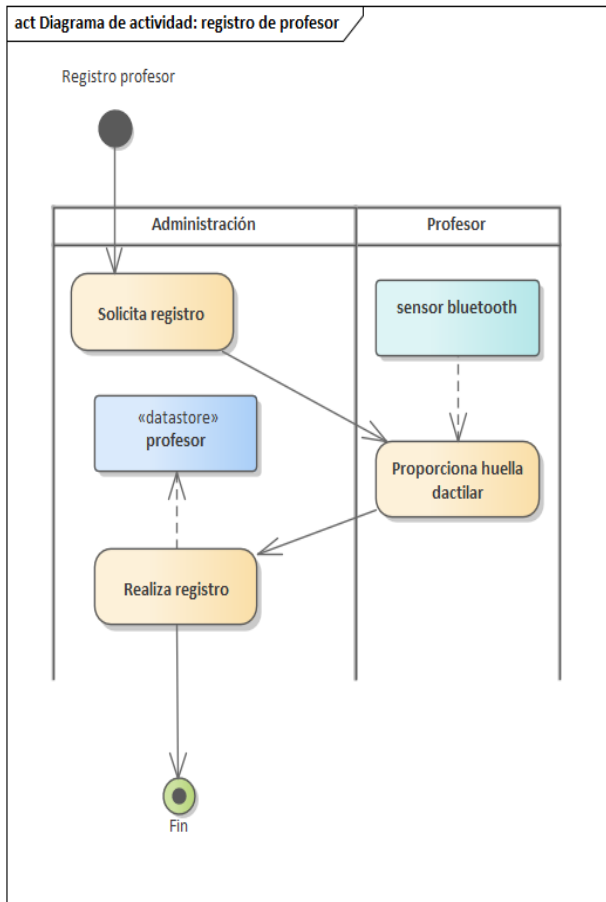 act Diagrama de actividad: registro de profesor
Registro profesor
Administración
Profesor
Solicita registro
sensor bluetooth
«datastore»
profesor
Proporciona huella
dactilar
Realiza registro
Fin